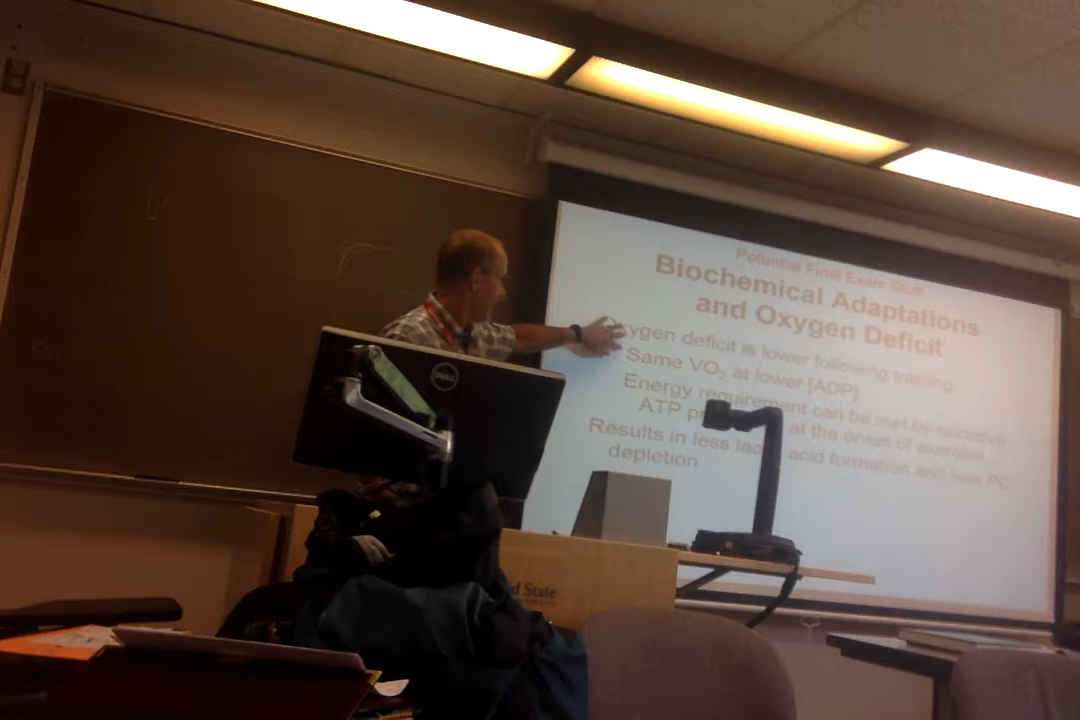 Potential Final Exam Stuff
Biochemical Adaptations
and Oxygen Deficit
xygen deficit is lower following training
Same VO₂ at lower [ADP]
Energy requirement can be met by oxidative
ATP at the onset of exercise
Results in less acid formation and less PC
depletion
DELL
d State